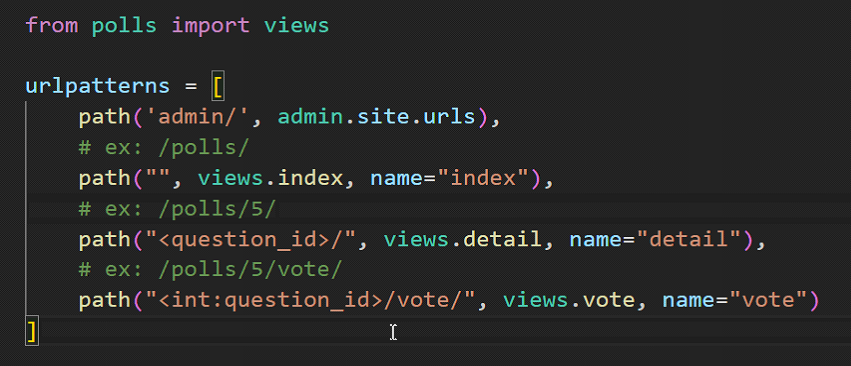 from polls import views
urlpatterns = [
path('admin/', admin.site.urls),
# ex: /polls/
path("", views.index, name="index"),
# ex: /polls/5/
path("<question_id>/", views.detail, name="detail"),
# ex: /polls/5/vote/
path("<int:question_id>/vote/", views.vote, name="vote")
]